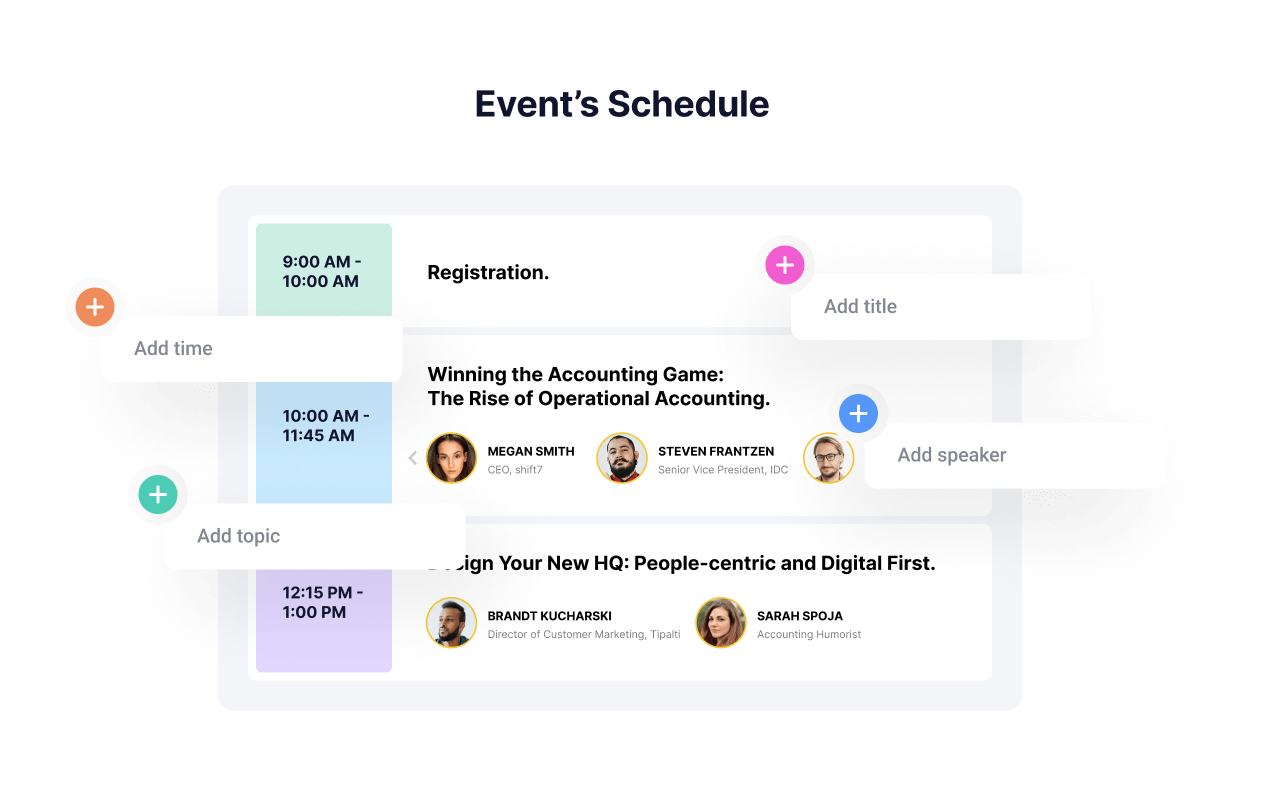 Event’s Schedule
9:00 AM -
10:00 AM
Registration.
Add title
Add time
Winning the Accounting Game:
The Rise of Operational Accounting.
10:00 AM -
11:45 AM
MEGAN SMITH
CEO, shift7
STEVEN FRANTZEN
Senior Vice President, IDC
Add speaker
Add topic
Your New HQ: People-centric and Digital First.
12:15 PM -
1:00 PM
BRANDT KUCHARSKI
Director of Customer Marketing, Tipalti
SARAH SPOJA
Accounting Humorist